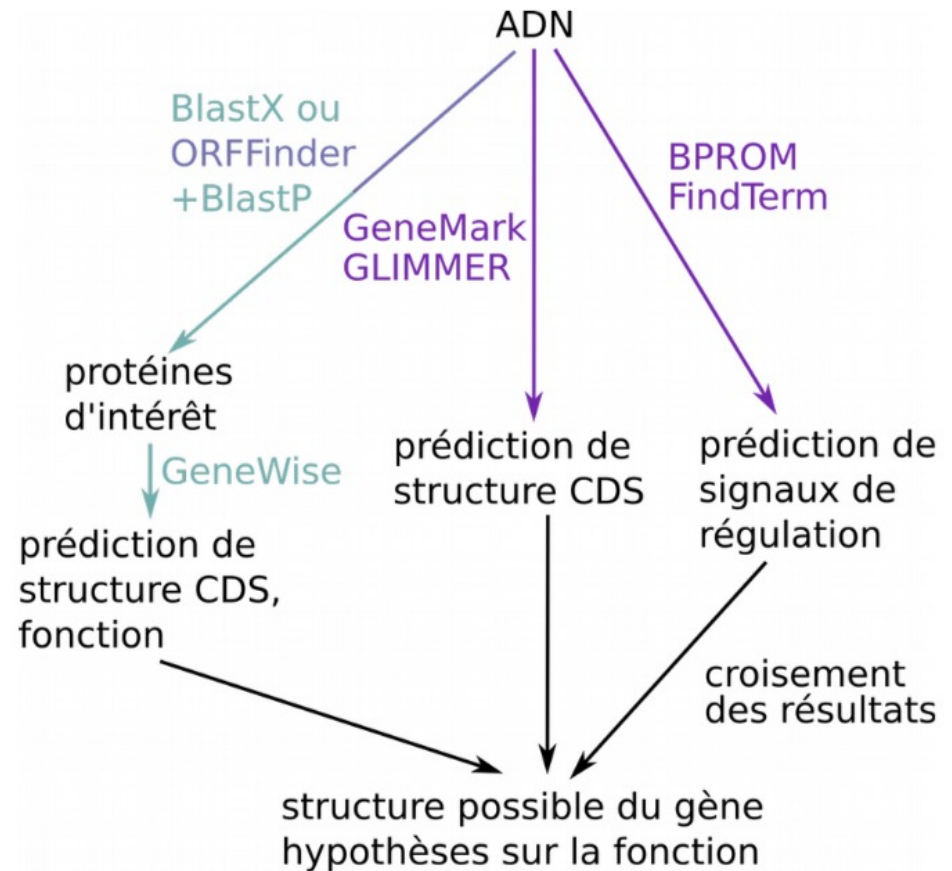 ADN
BlastX ou
ORFFinder
+BlastP
BPROM
FindTerm
GeneMark
GLIMMER
protéines
d'intérêt
GeneWise
prédiction de
structure CDS
prédiction de
signaux de
régulation
prédiction de
structure CDS,
fonction
croisement
des résultats
structure possible du gène
hypothèses sur la fonction